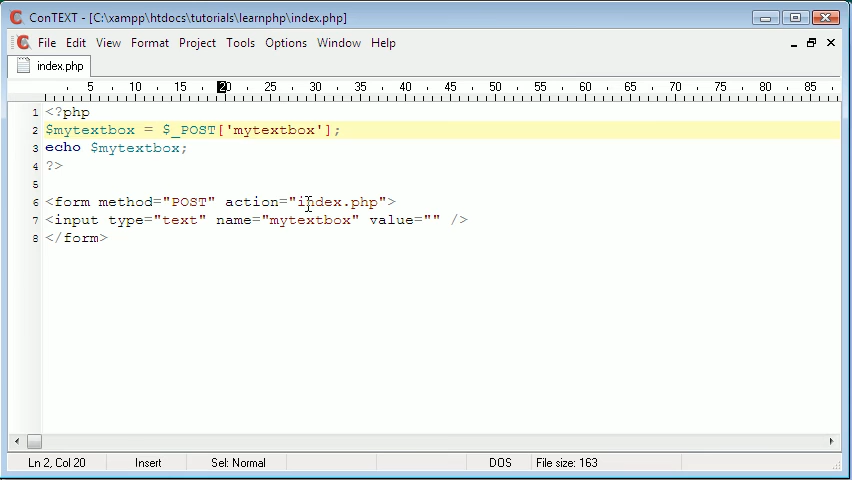 ConTEXT - [C:\xampp\htdocs\tutorials\learnphp\index.php]
File Edit View Format Project Tools Options Window Help
index.php
5 10 15 20 25 30 35 40 45 50 55 60 65 70 75 80 85
1 <?php
2 $mytextbox = $_POST['mytextbox'];
3 echo $mytextbox;
4 ?>
5
6 <form method="POST" action="index.php">
7 <input type="text" name="mytextbox" value="" />
8 </form>
Ln 2, Col 20 Insert Sel: Normal DOS File size: 163